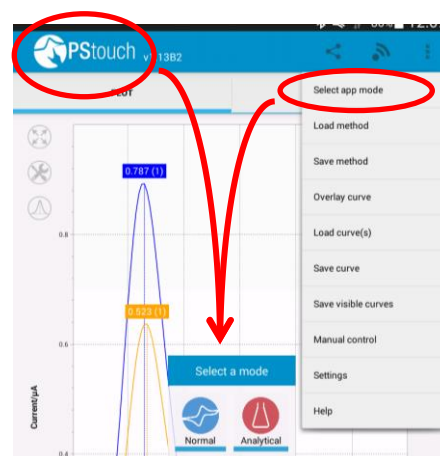 PStouch
PLOT
Select app mode
Load method
Save method
Overlay curve
Load curve(s)
Save curve
Save visible curves
Manual control
Settings
Help
0.787 (1)
0.8
0.523 (1)
0.6
Select a mode
Normal Analytical
Current/µA
0.4